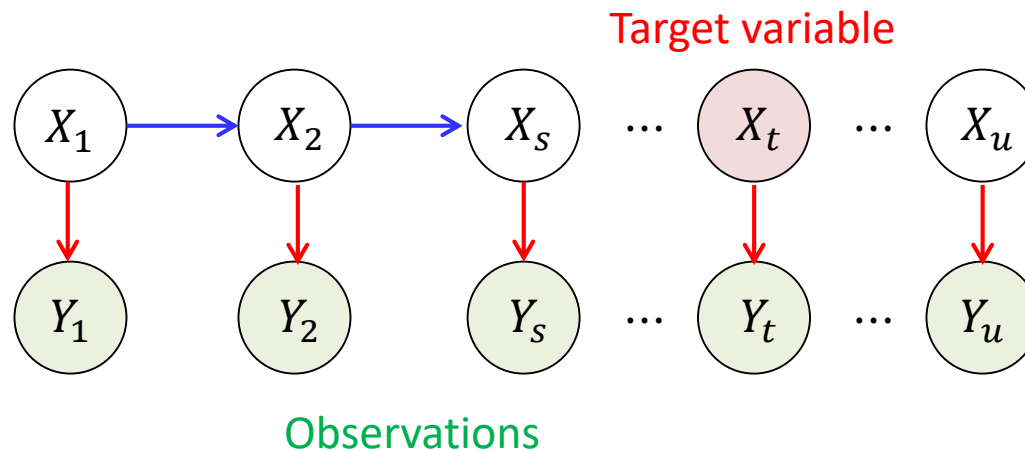 Target variable
X₁ X₂ Xₛ ⋯ Xₜ ⋯ Xᵤ
Y₁ Y₂ Yₛ ⋯ Yₜ ⋯ Yᵤ
Observations